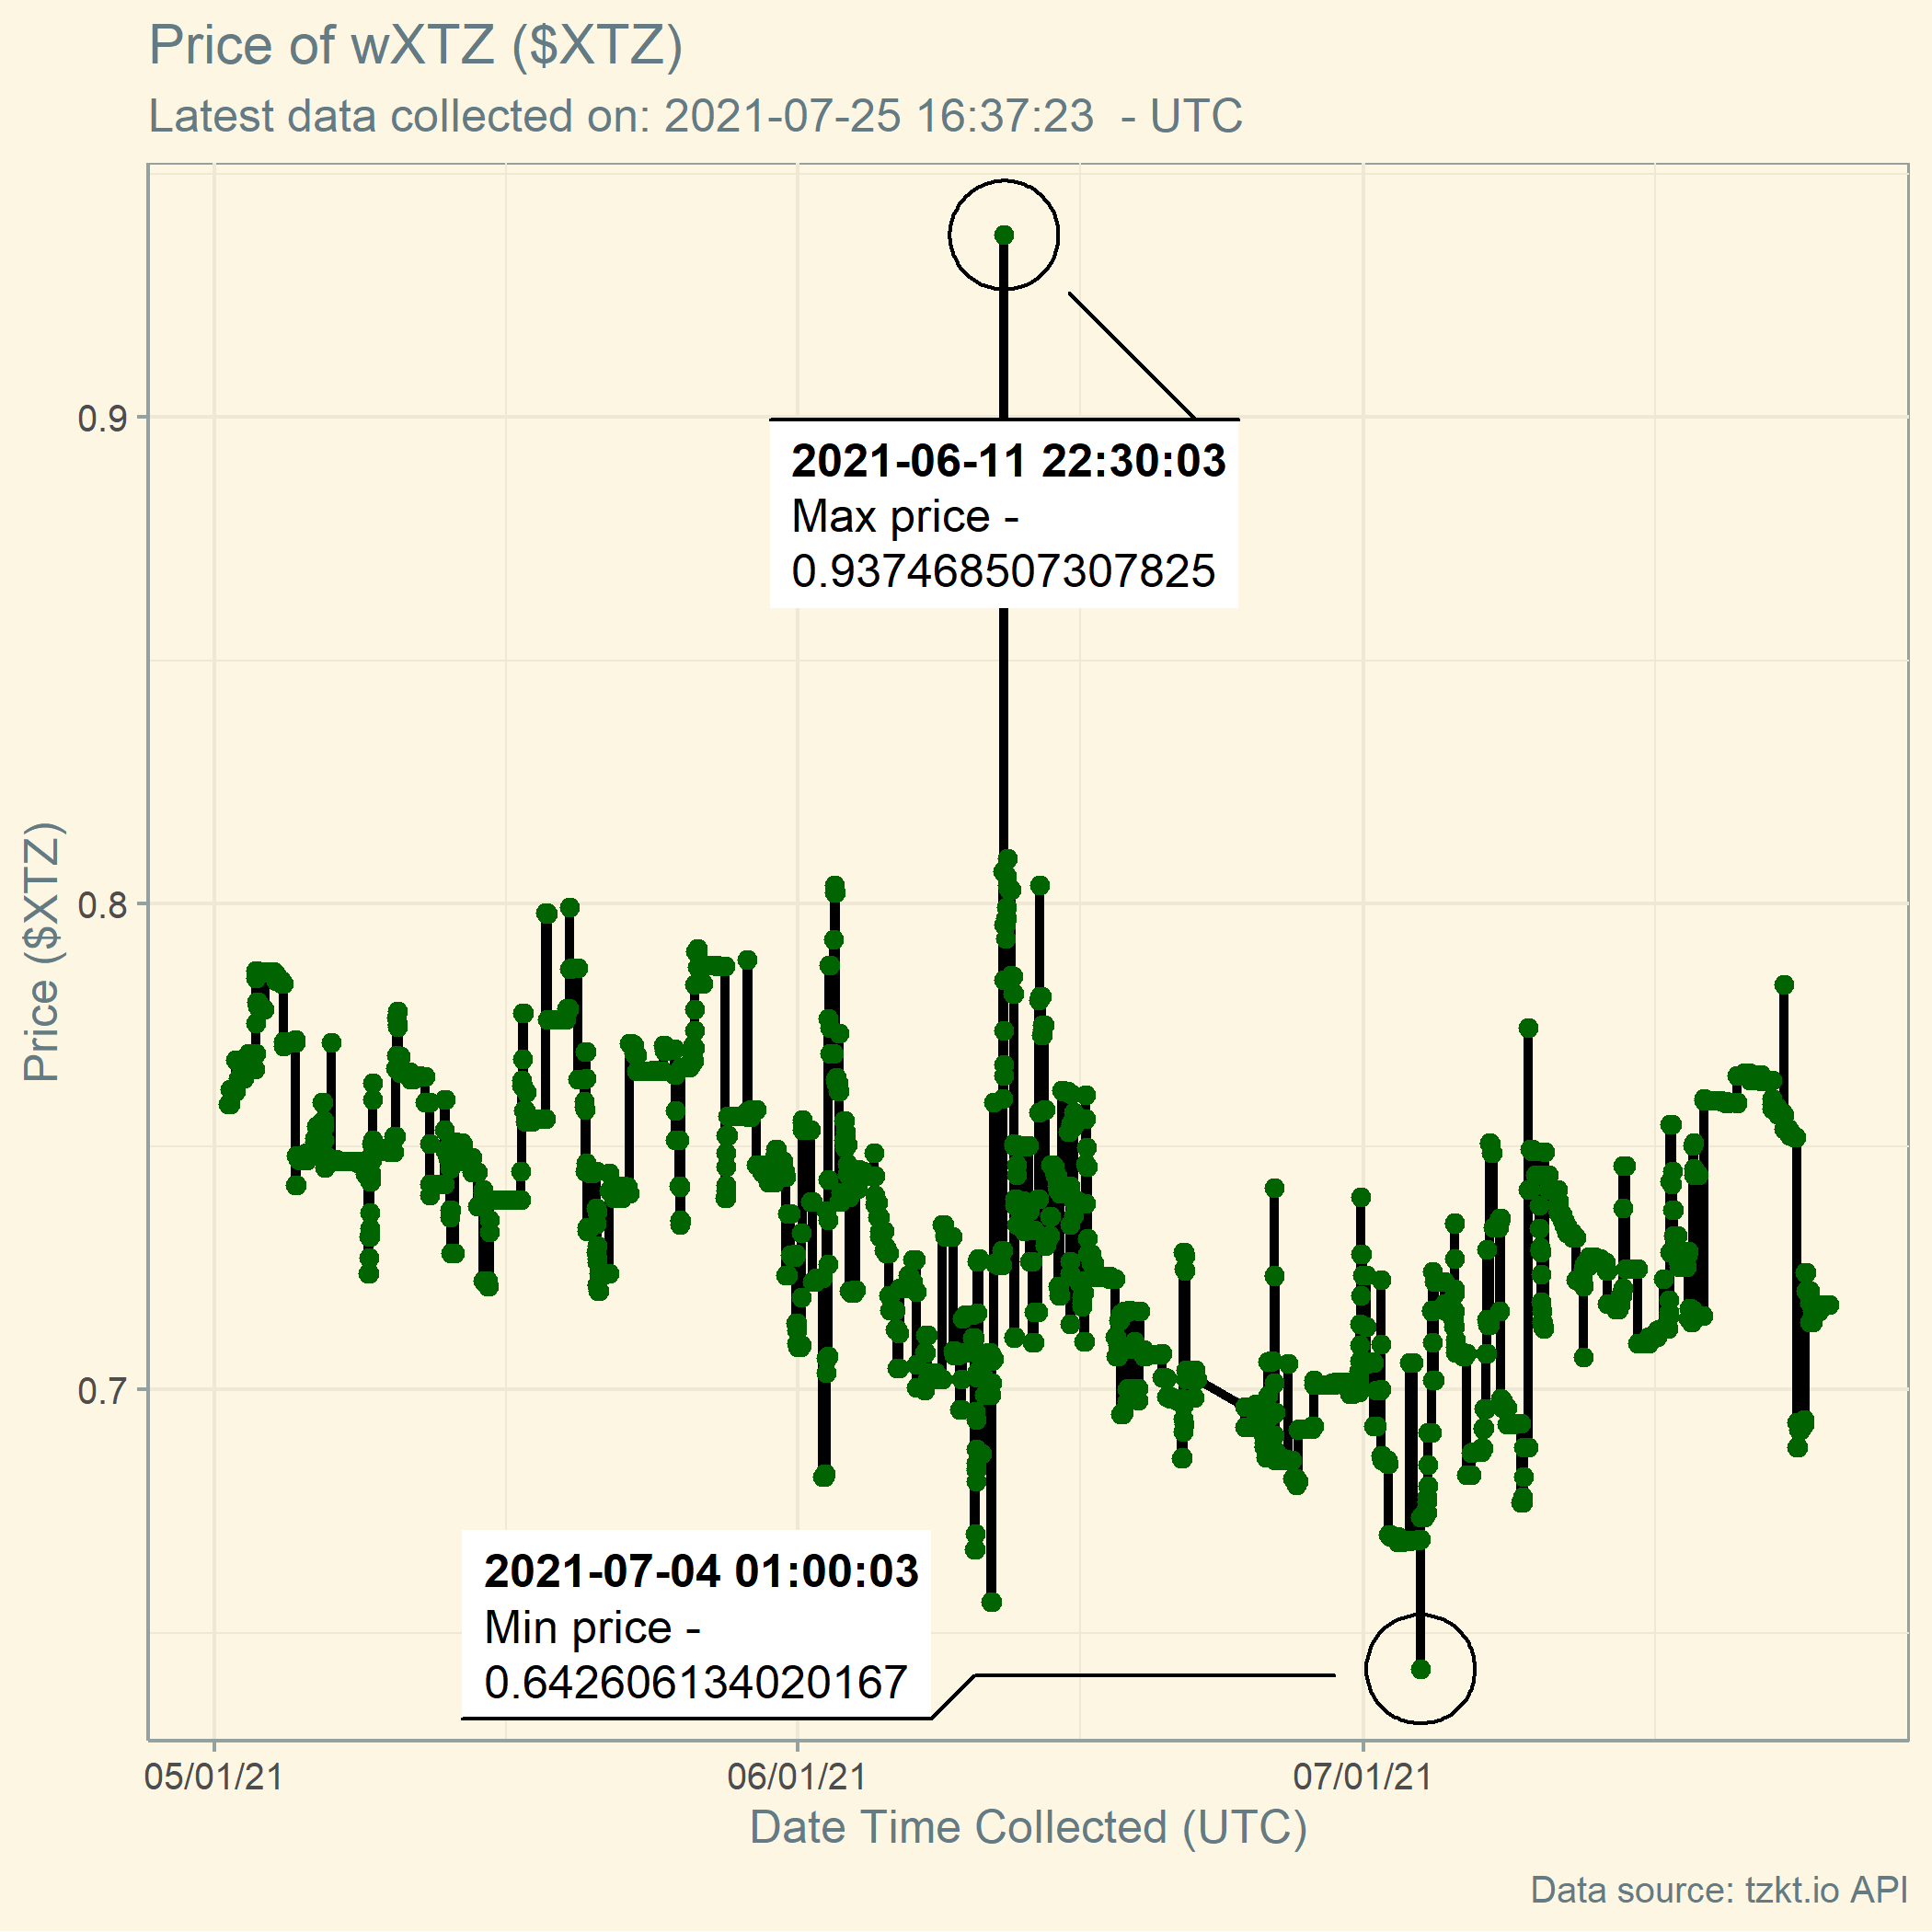 Price of wXTZ ($XTZ)
Latest data collected on: 2021-07-25 16:37:23  - UTC
Price ($XTZ)
0.9
0.8
0.7
2021-06-11 22:30:03
Max price -
0.937468507307825
2021-07-04 01:00:03
Min price -
0.642606134020167
05/01/21
06/01/21
07/01/21
Date Time Collected (UTC)
Data source: tzkt.io API